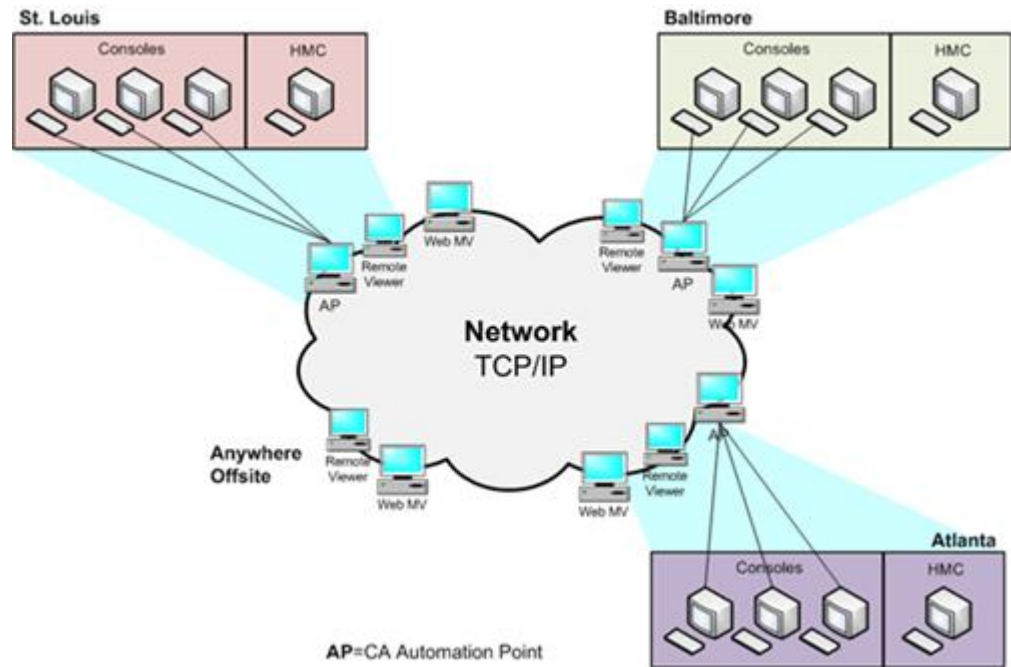 St. Louis
Consoles
HMC
Baltimore
Consoles
HMC
Web MV
Remote
Viewer
AP
Remote
Viewer
AP
Web MV
Network
TCP/IP
AP
Anywhere
Offsite
Remote
Viewer
Web MV
Remote
Viewer
Web MV
Atlanta
Consoles
HMC
AP=CA Automation Point